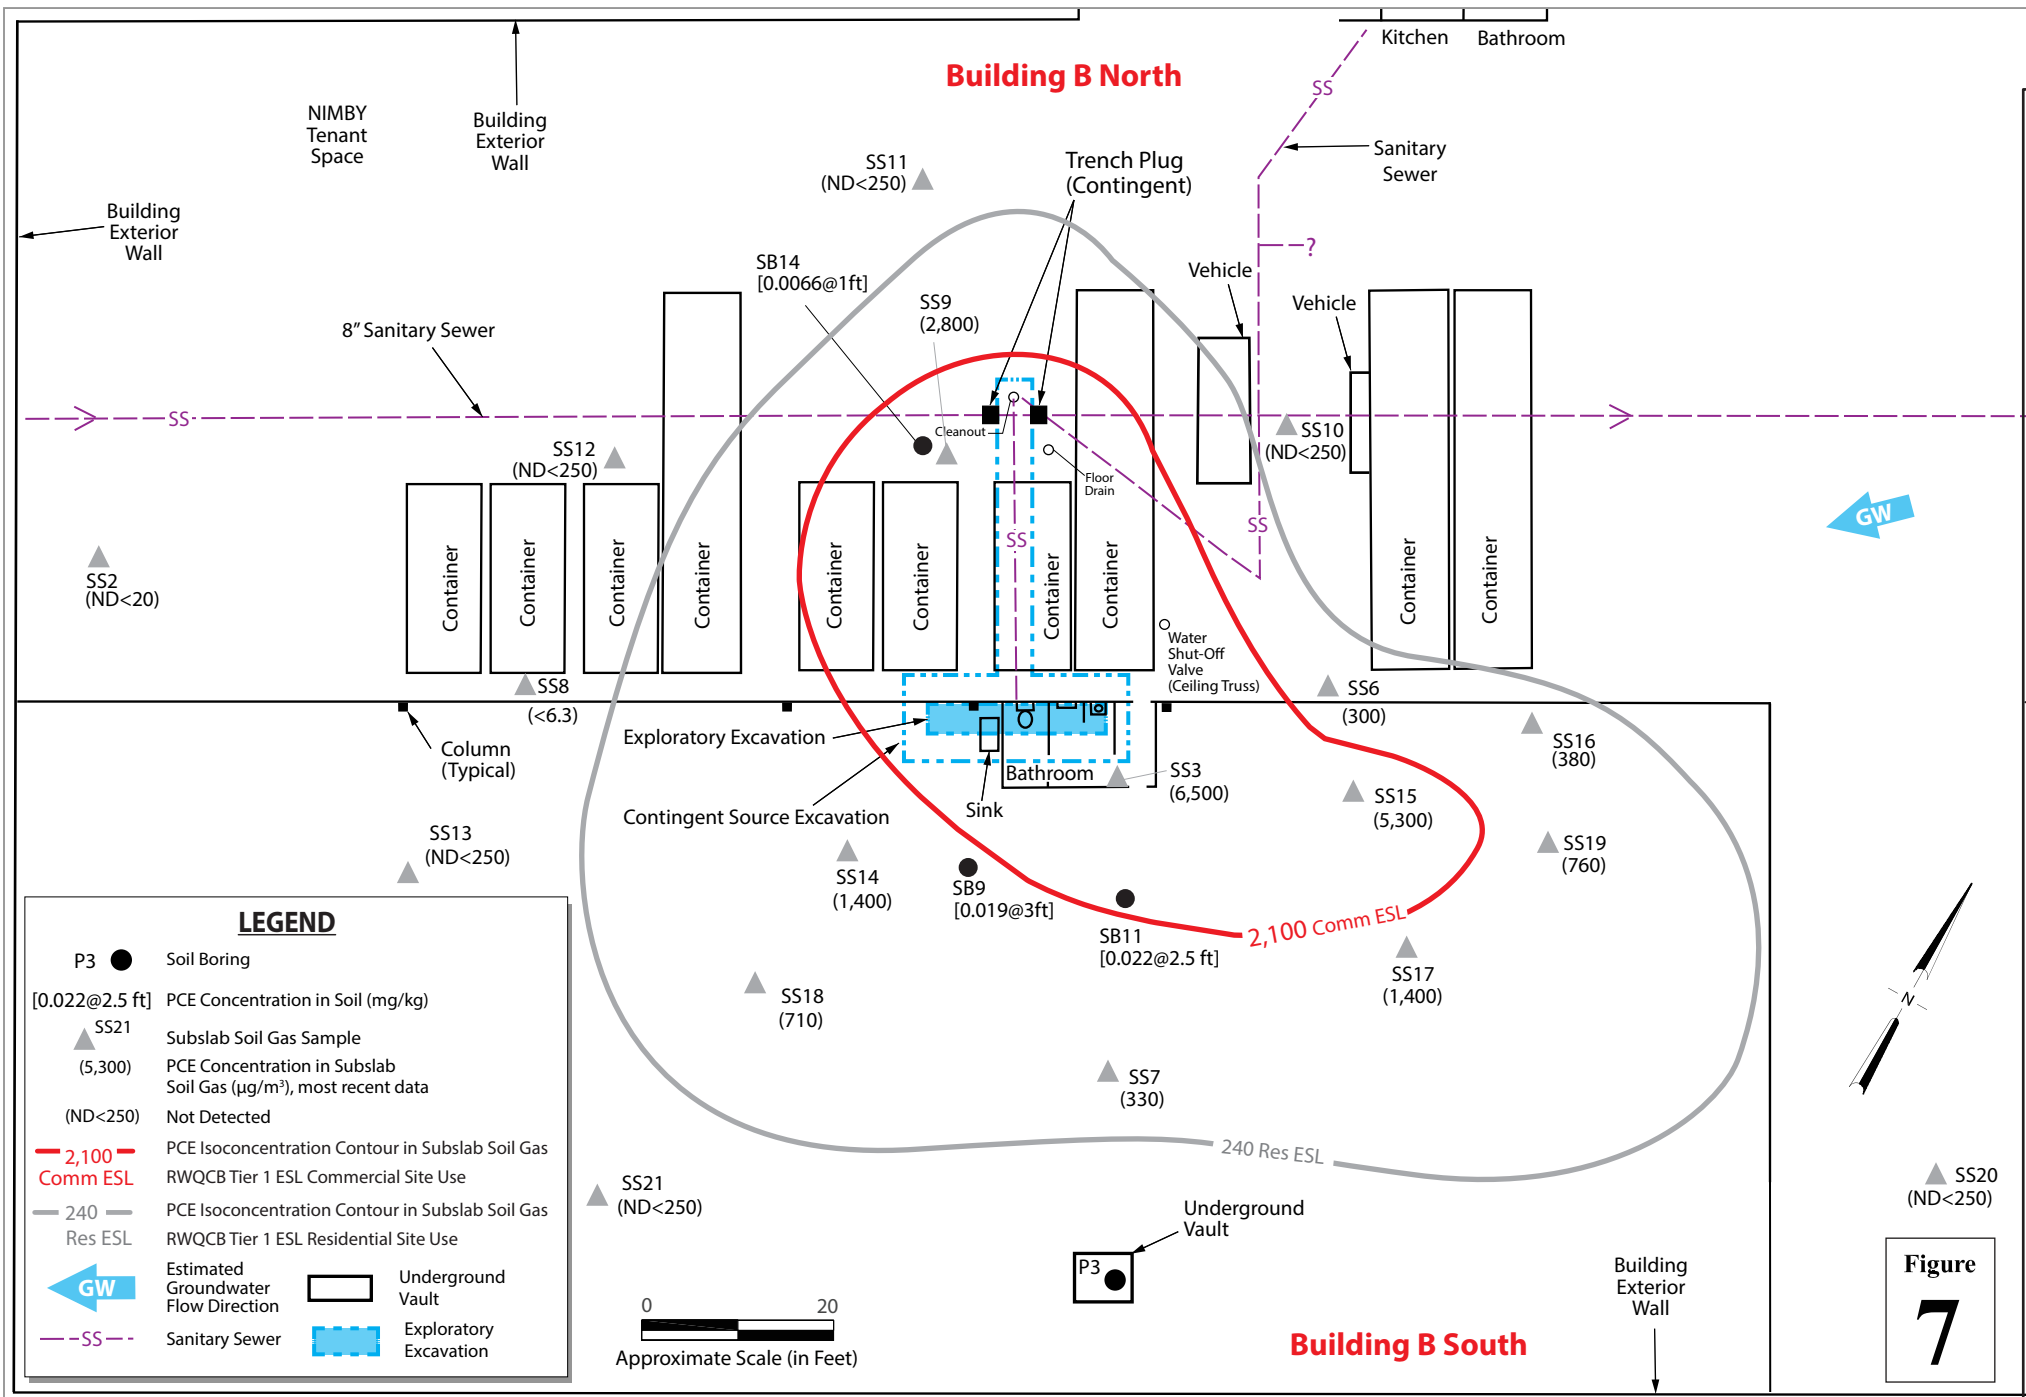 Kitchen
Bathroom
Building B North
SS
NIMBY
Tenant
Space
Building
Exterior
Wall
SS11
(ND<250)
Trench Plug
(Contingent)
Sanitary
Sewer
Building
Exterior
Wall
?
SB14
[0.0066@1ft]
Vehicle
SS9
(2,800)
Vehicle
8” Sanitary Sewer
SS
Cleanout
SS10
(ND<250)
SS12
(ND<250)
Floor
Drain
GW
SS
SS
Container
Container
Container
Container
Container
Container
Container
Container
Container
Container
SS2
(ND<20)
Water
Shut-Off
Valve
(Ceiling Truss)
SS8
(<6.3)
SS6
(300)
Exploratory Excavation
Column
(Typical)
SS16
(380)
Bathroom
SS3
(6,500)
Sink
SS15
(5,300)
Contingent Source Excavation
SS13
(ND<250)
SS19
(760)
SS14
(1,400)
SB9
[0.019@3ft]
2,100 Comm ESL
SB11
[0.022@2.5 ft]
SS17
(1,400)
SS18
(710)
N
SS7
(330)
240 Res ESL
SS21
(ND<250)
SS20
(ND<250)
Underground
Vault
P3
Building
Exterior
Wall
0 20
Approximate Scale (in Feet)
Building B South
Figure
7
LEGEND
P3 Soil Boring
[0.022@2.5 ft] PCE Concentration in Soil (mg/kg)
SS21
Subslab Soil Gas Sample
(5,300) PCE Concentration in Subslab
Soil Gas (µg/m³), most recent data
(ND<250) Not Detected
2,100 PCE Isoconcentration Contour in Subslab Soil Gas
Comm ESL RWQCB Tier 1 ESL Commercial Site Use
240 PCE Isoconcentration Contour in Subslab Soil Gas
Res ESL RWQCB Tier 1 ESL Residential Site Use
GW Estimated
Groundwater
Flow Direction
Underground
Vault
SS Sanitary Sewer
Exploratory
Excavation